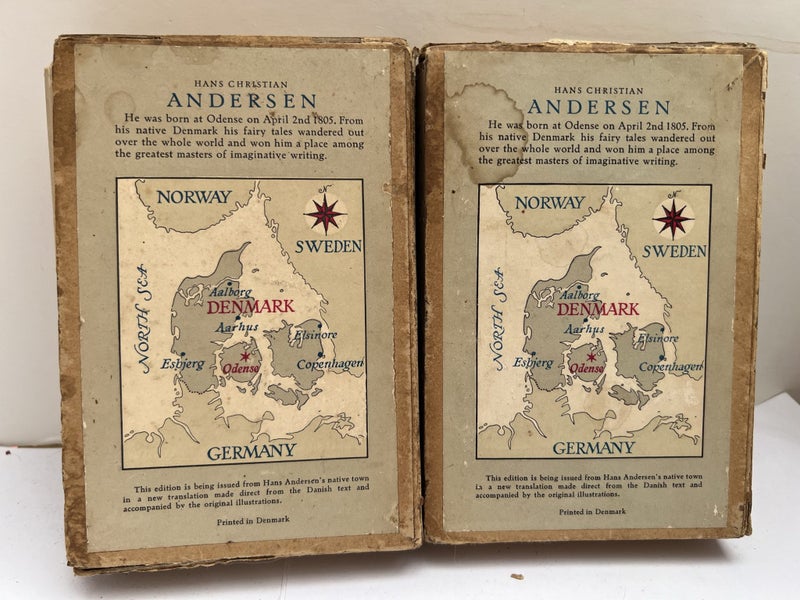 HANS CHRISTIAN
ANDERSEN
He was born at Odense on April 2nd 1805. From
his native Denmark his fairy tales wandered out
over the whole world and won him a place among
the greatest masters of imaginative writing.
N
NORWAY
SWEDEN
NORTH SEA
Aalborg
DENMARK
Aarhus
Elsinore
Esbjerg
Odense
Copenhagen
GERMANY
This edition is being issued from Hans Andersen's native town
in a new translation made direct from the Danish text and
accompanied by the original illustrations.
Printed in Denmark
HANS CHRISTIAN
ANDERSEN
He was born at Odense on April 2nd 1805. From
his native Denmark his fairy tales wandered out
over the whole world and won him a place among
the greatest masters of imaginative writing.
N
NORWAY
SWEDEN
NORTH SEA
Aalborg
DENMARK
Aarhus
Elsinore
Esbjerg
Odense
Copenhagen
GERMANY
This edition is being issued from Hans Andersen's native town
in a new translation made direct from the Danish text and
accompanied by the original illustrations.
Printed in Denmark